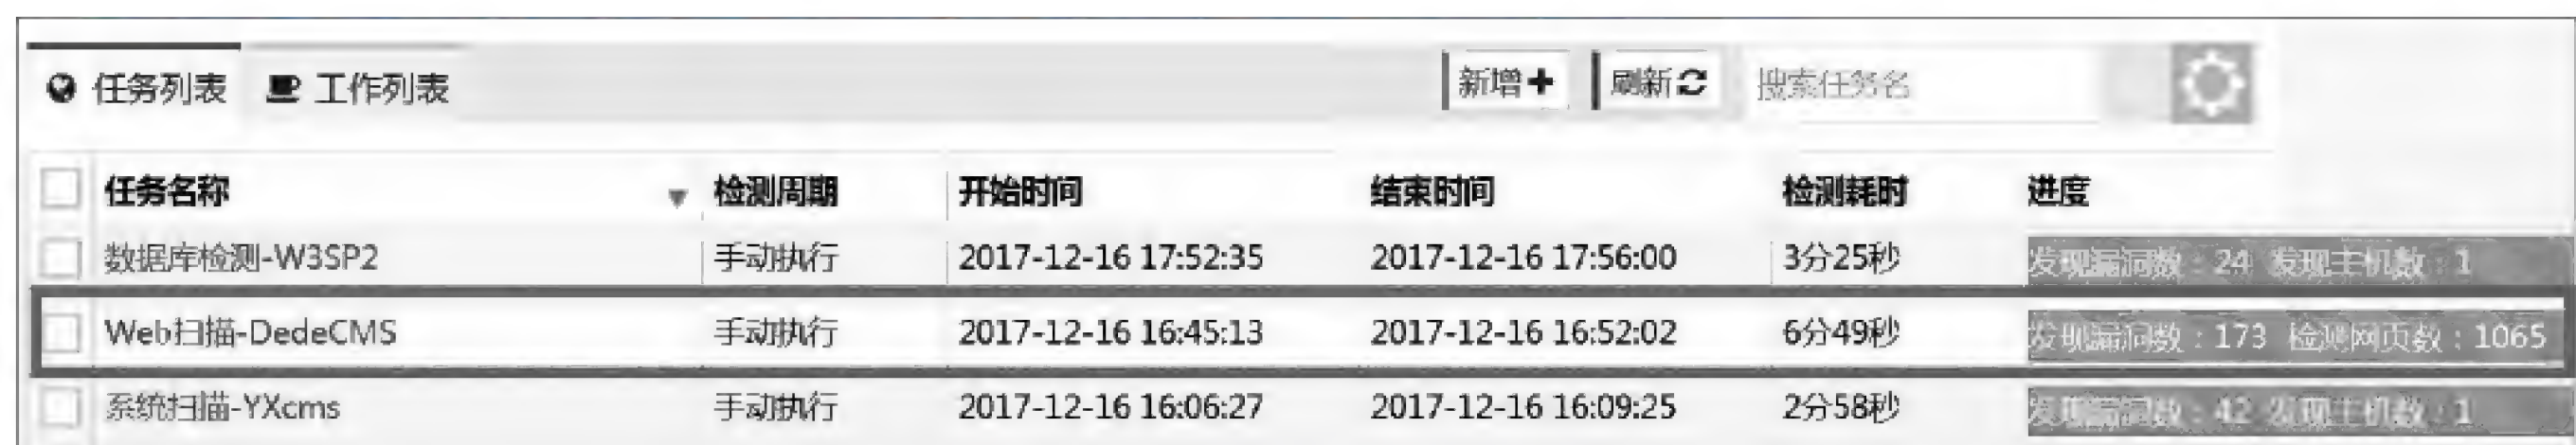 任务列表 工作列表 新增 刷新 搜索任务名
任务名称 检测周期 开始时间 结束时间 检测耗时 进度
数据库检测-W3SP2 手动执行 2017-12-16 17:52:35 2017-12-16 17:56:00 3分25秒 发现漏洞数：24 发现主机数：1
Web扫描-DedeCMS 手动执行 2017-12-16 16:45:13 2017-12-16 16:52:02 6分49秒 发现漏洞数：173 检测网页数：1065
系统扫描-YXcms 手动执行 2017-12-16 16:06:27 2017-12-16 16:09:25 2分58秒 发现漏洞数：42 发现主机数：1